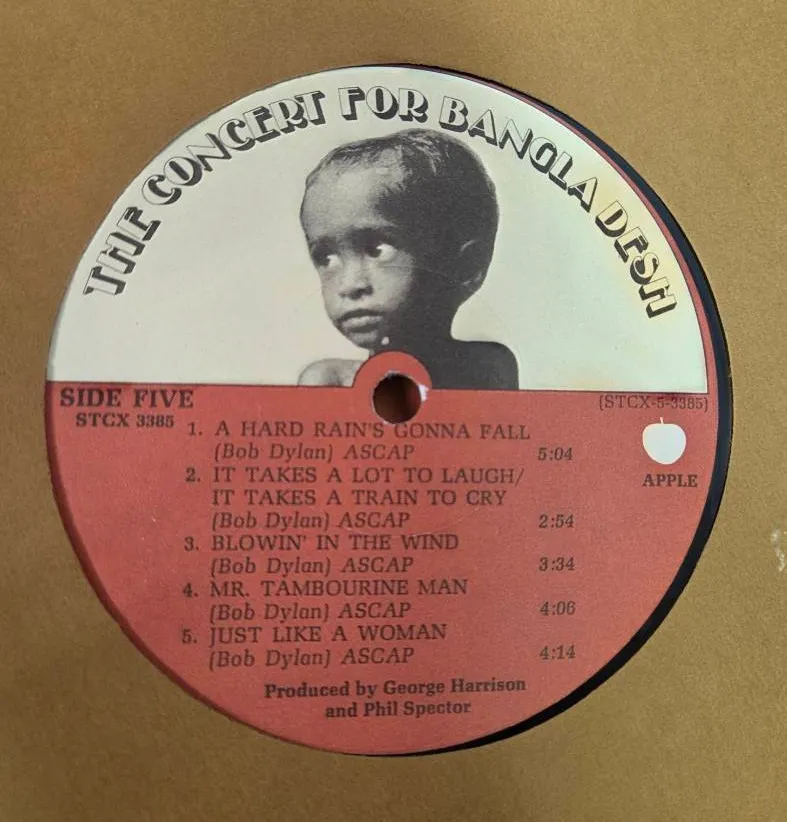 THE CONCERT FOR BANGLA DESH
SIDE FIVE
STCX 3385
(STCX-5-3385)
APPLE
1. A HARD RAIN'S GONNA FALL
(Bob Dylan) ASCAP 5:04
2. IT TAKES A LOT TO LAUGH/
IT TAKES A TRAIN TO CRY
(Bob Dylan) ASCAP 2:54
3. BLOWIN' IN THE WIND
(Bob Dylan) ASCAP 3:34
4. MR. TAMBOURINE MAN
(Bob Dylan) ASCAP 4:06
5. JUST LIKE A WOMAN
(Bob Dylan) ASCAP 4:14
Produced by George Harrison
and Phil Spector